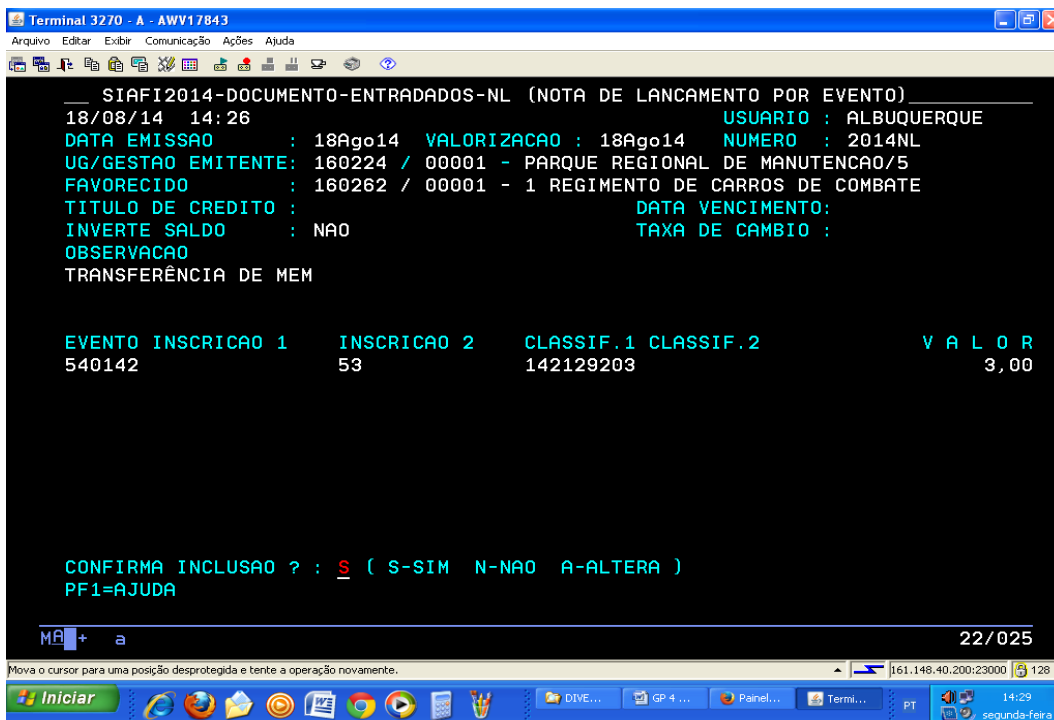 Terminal 3270 - A - AWV17843
Arquivo Editar Exibir Comunicação Ações Ajuda
__ SIAFI2014-DOCUMENTO-ENTRADADOS-NL (NOTA DE LANCAMENTO POR EVENTO)__________
18/08/14 14:26 USUARIO : ALBUQUERQUE
DATA EMISSAO : 18Ago14 VALORIZACAO : 18Ago14 NUMERO : 2014NL
UG/GESTAO EMITENTE: 160224 / 00001 - PARQUE REGIONAL DE MANUTENCAO/5
FAVORECIDO : 160262 / 00001 - 1 REGIMENTO DE CARROS DE COMBATE
TITULO DE CREDITO : DATA VENCIMENTO:
INVERTE SALDO : NAO TAXA DE CAMBIO :
OBSERVACAO
TRANSFERÊNCIA DE MEM
EVENTO INSCRICAO 1 INSCRICAO 2 CLASSIF.1 CLASSIF.2 V A L O R
540142 53 142129203 3,00
CONFIRMA INCLUSAO ? : S ( S-SIM N-NAO A-ALTERA )
PF1=AJUDA
MA + a 22/025
Mova o cursor para uma posição desprotegida e tente a operação novamente. 161.148.40.200:23000 128
Iniciar DIVE... GP 4 ... Painel... Termi... PT 14:29
segunda-feira